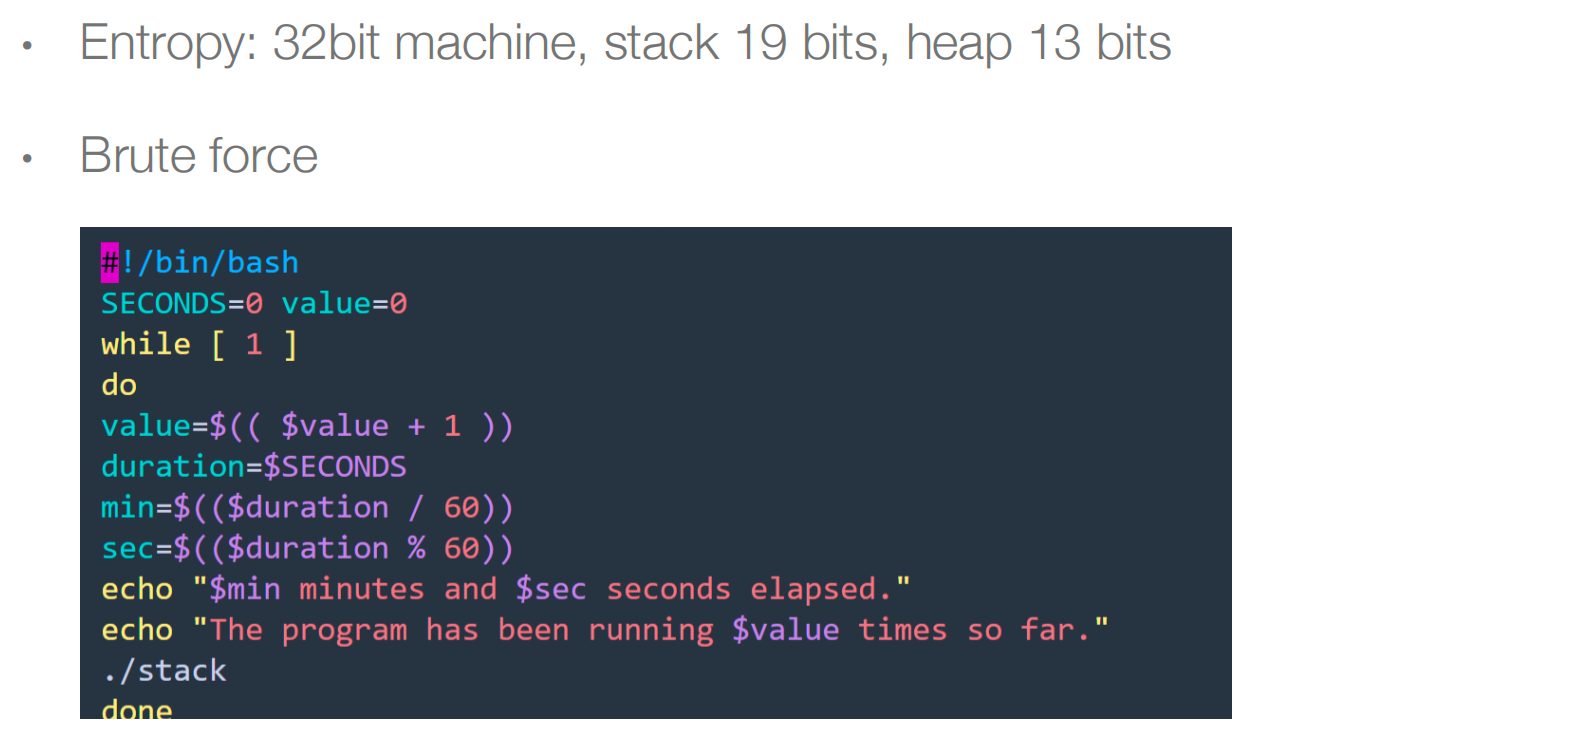 • Entropy: 32bit machine, stack 19 bits, heap 13 bits
• Brute force
#!/bin/bash
SECONDS=0 value=0
while [ 1 ]
do
value=$(( $value + 1 ))
duration=$SECONDS
min=$(($duration / 60))
sec=$(($duration % 60))
echo "$min minutes and $sec seconds elapsed."
echo "The program has been running $value times so far."
./stack
done